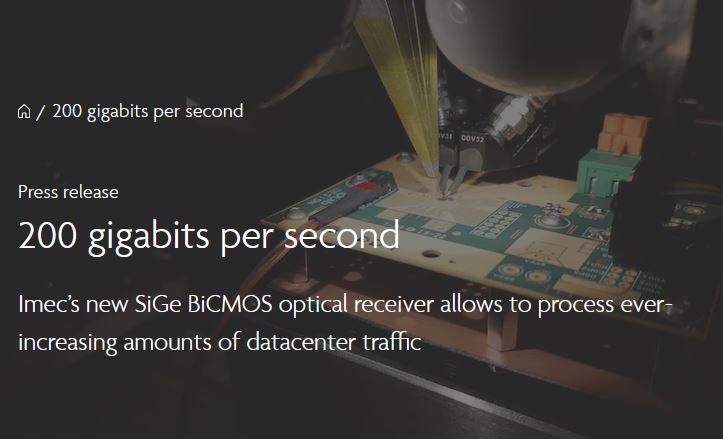 / 200 gigabits per second
DDV32
Press release
200 gigabits per second
Imec's new SiGe BiCMOS optical receiver allows to process ever-
increasing amounts of datacenter traffic